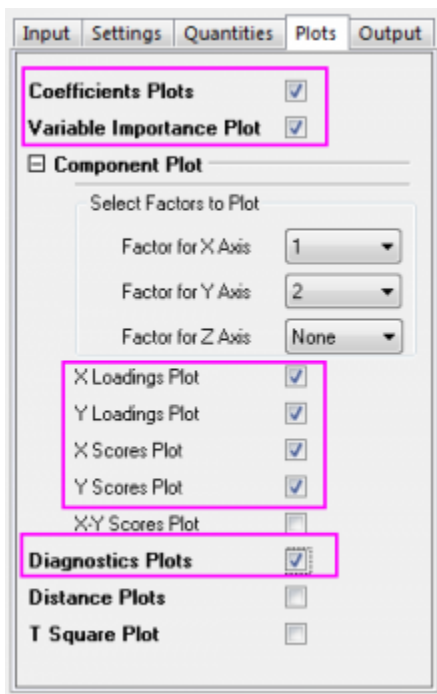 Input Settings Quantities Plots Output
Coefficients Plots
Variable Importance Plot
Component Plot
Select Factors to Plot
Factor for X Axis 1
Factor for Y Axis 2
Factor for Z Axis None
X Loadings Plot
Y Loadings Plot
X Scores Plot
Y Scores Plot
X-Y Scores Plot
Diagnostics Plots
Distance Plots
T Square Plot